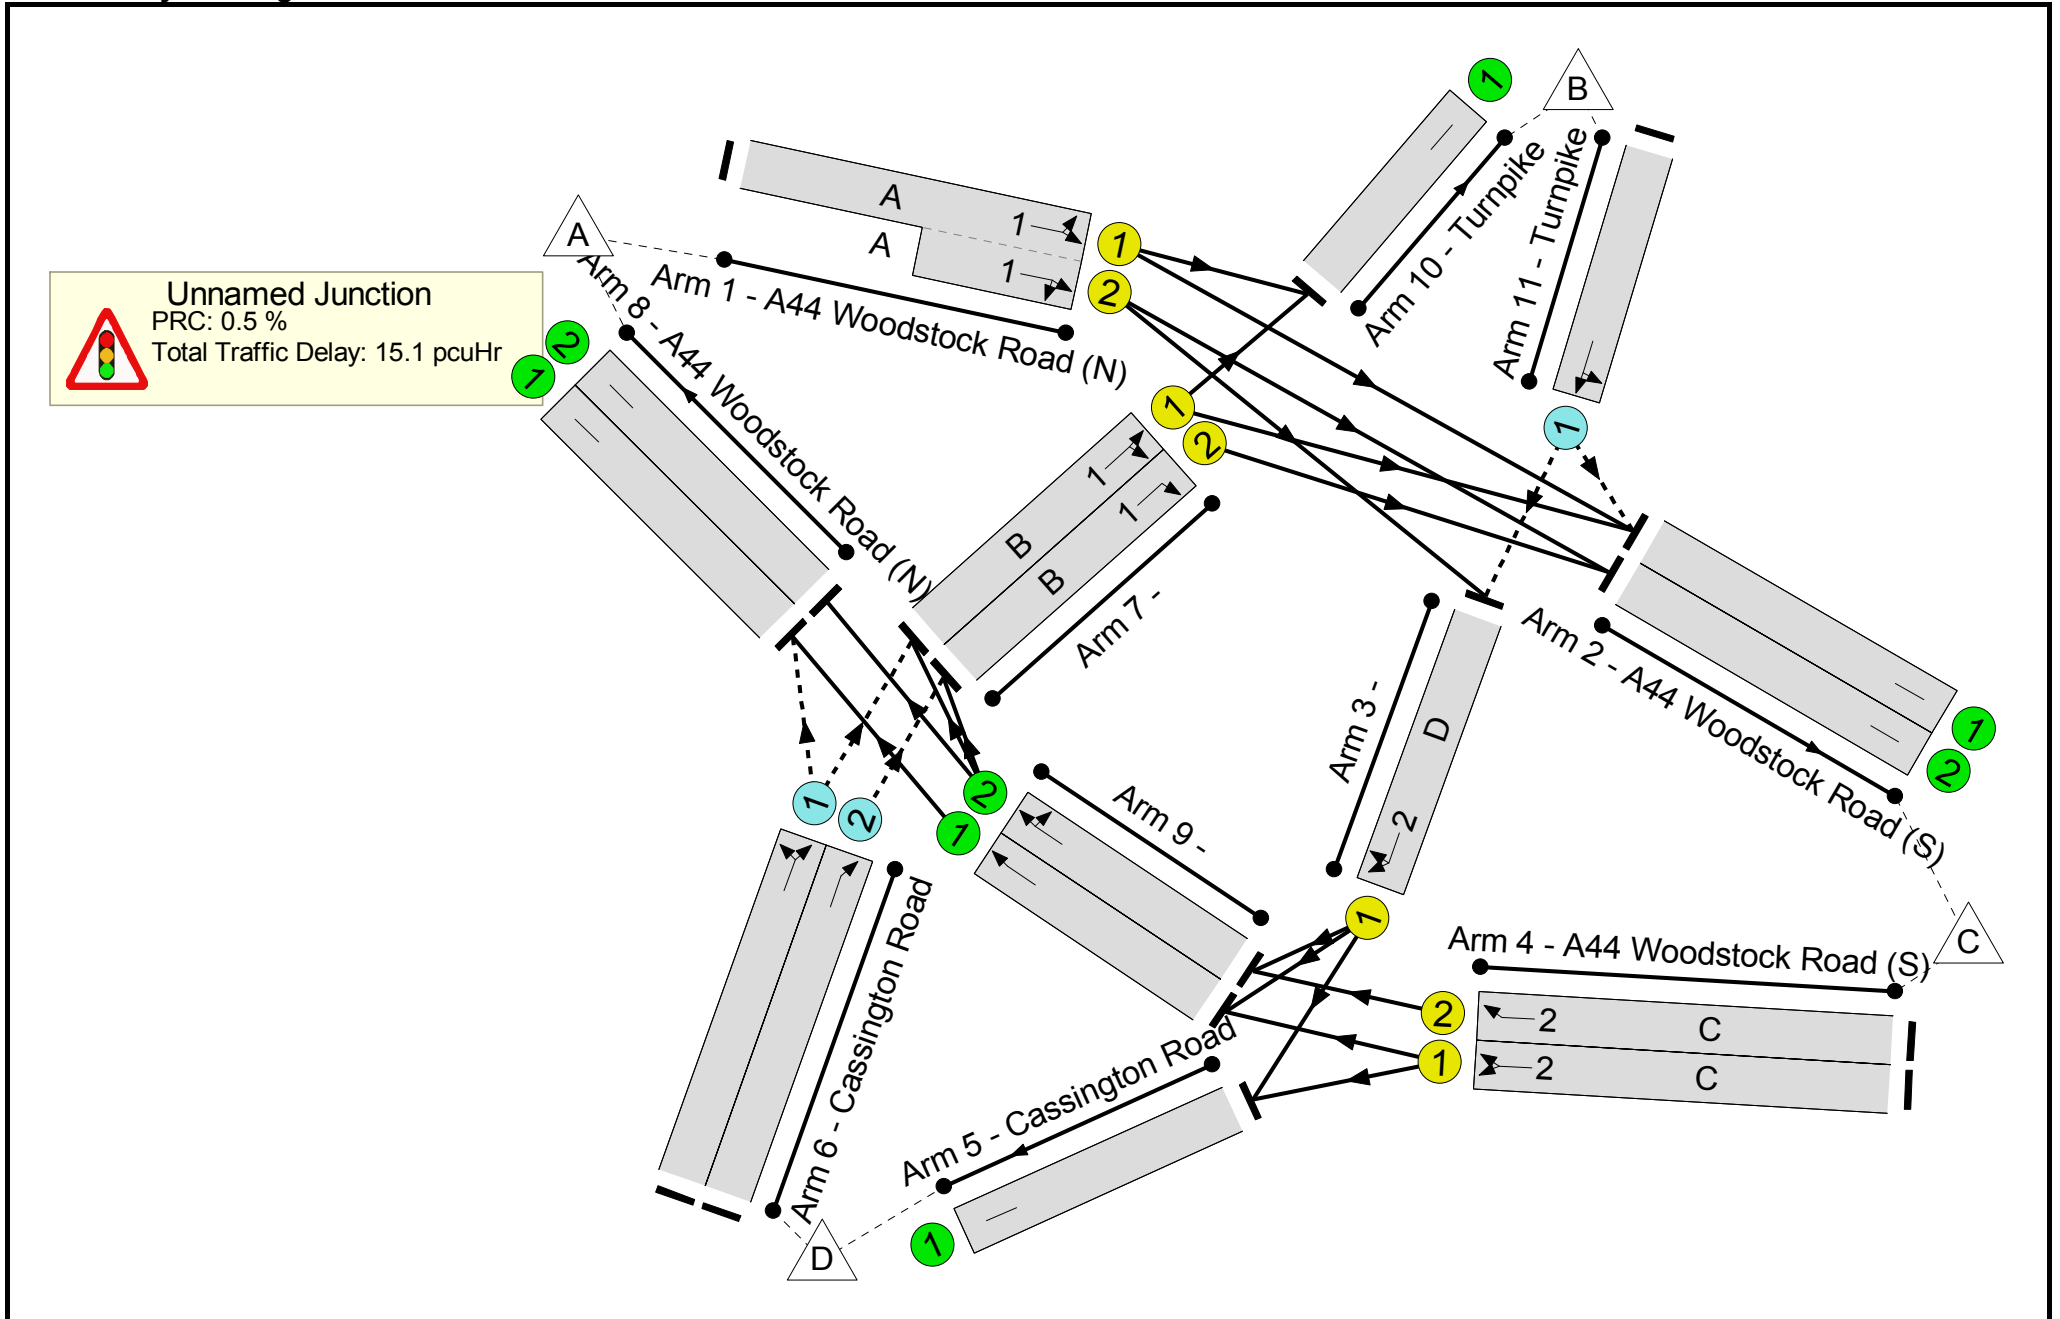 B
1
A
A
A
1
1
1
2
Arm 1 - A44 Woodstock Road (N)
Arm 10 - Turnpike
Arm 11 - Turnpike
1
Unnamed Junction
PRC: 0.5 %
Total Traffic Delay: 15.1 pcuHr
2
1
Arm 8 - A44 Woodstock Road (N)
1
2
1
1
B
B
Arm 7 -
Arm 2 - A44 Woodstock Road (S)
1
2
Arm 3 -
D
2
1
1
2
2
1
Arm 9 -
Arm 4 - A44 Woodstock Road (S)
C
2
2
C
1
2
C
Arm 6 - Cassington Road
Arm 5 - Cassington Road
1
D